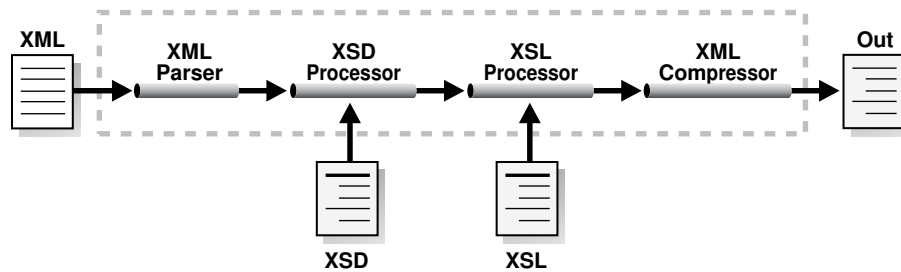 XML
XML
Parser
XSD
Processor
XSL
Processor
XML
Compressor
Out
XSD
XSL